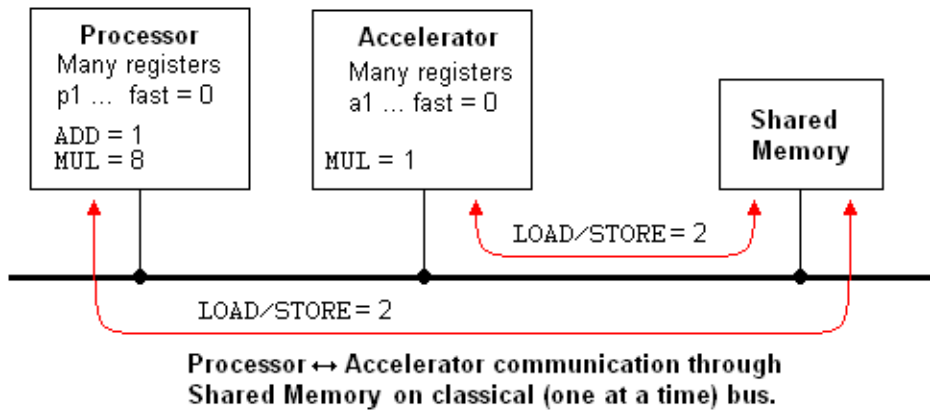 Processor
Many registers
p1 ... fast = 0
ADD = 1
MUL = 8
Accelerator
Many registers
a1 ... fast = 0
MUL = 1
Shared
Memory
LOAD/STORE = 2
LOAD/STORE = 2
Processor ↔ Accelerator communication through
Shared Memory on classical (one at a time) bus.